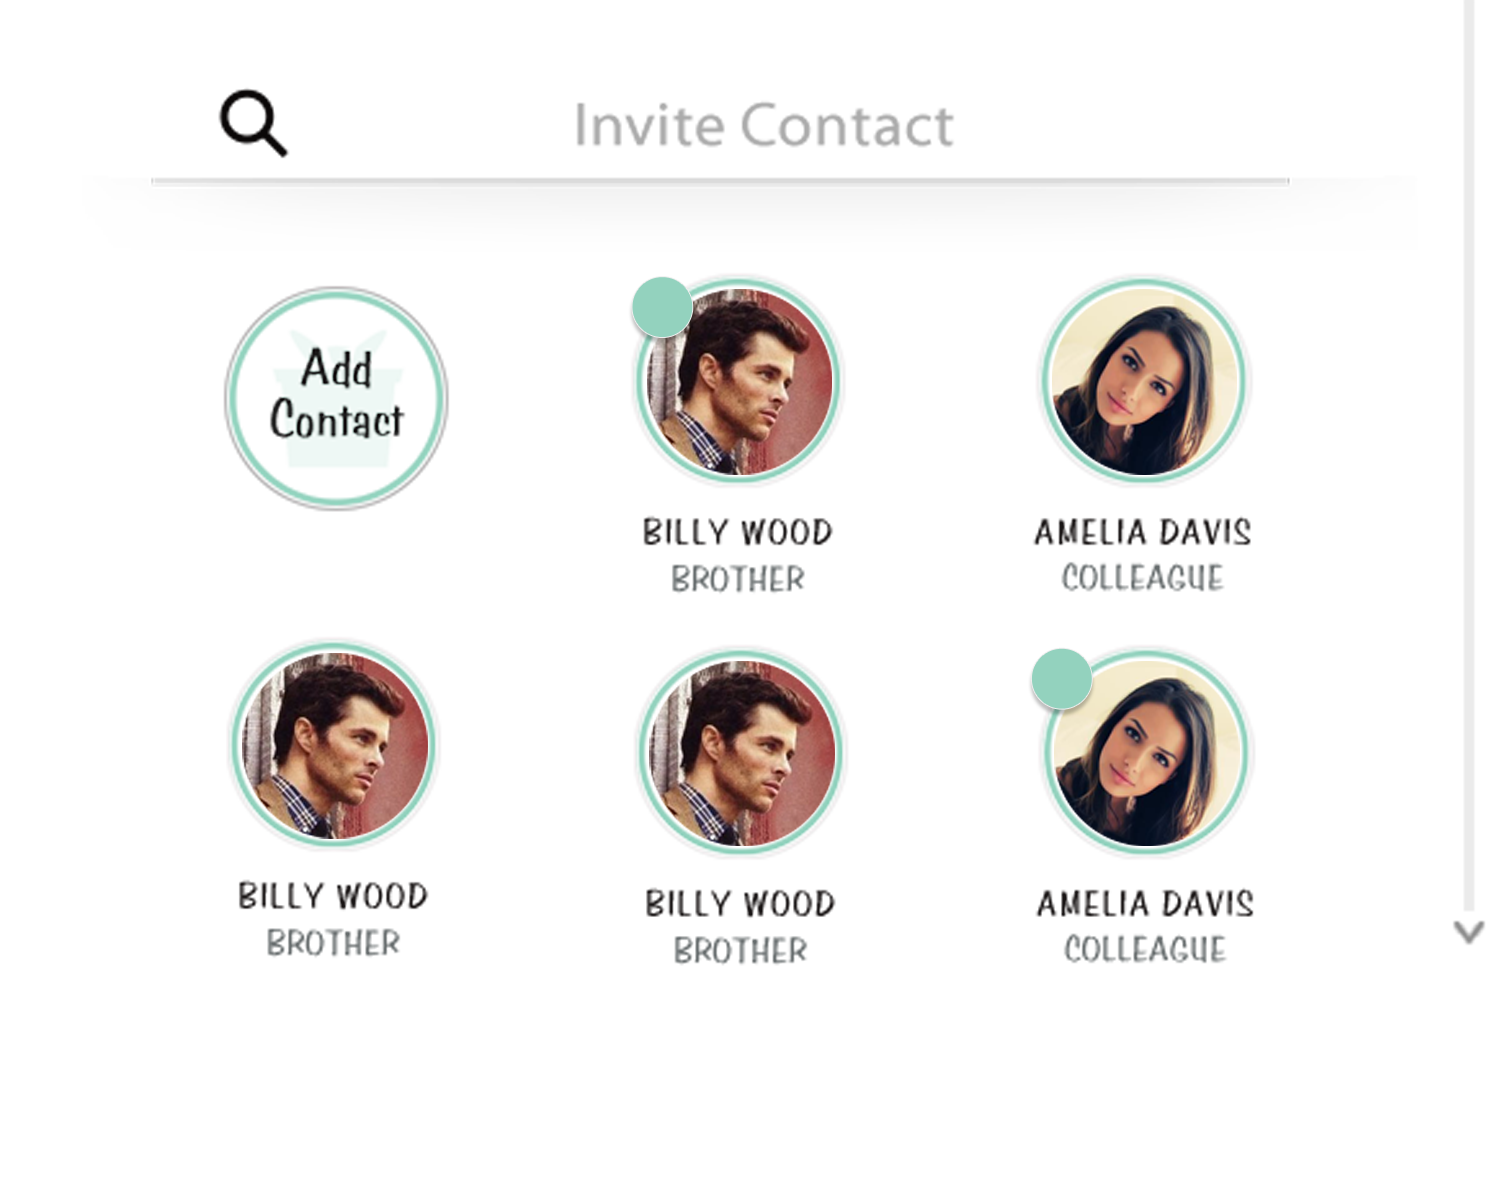 Invite Contact
Add
Contact
BILLY WOOD
BROTHER
AMELIA DAVIS
COLLEAGUE
BILLY WOOD
BROTHER
BILLY WOOD
BROTHER
AMELIA DAVIS
COLLEAGUE